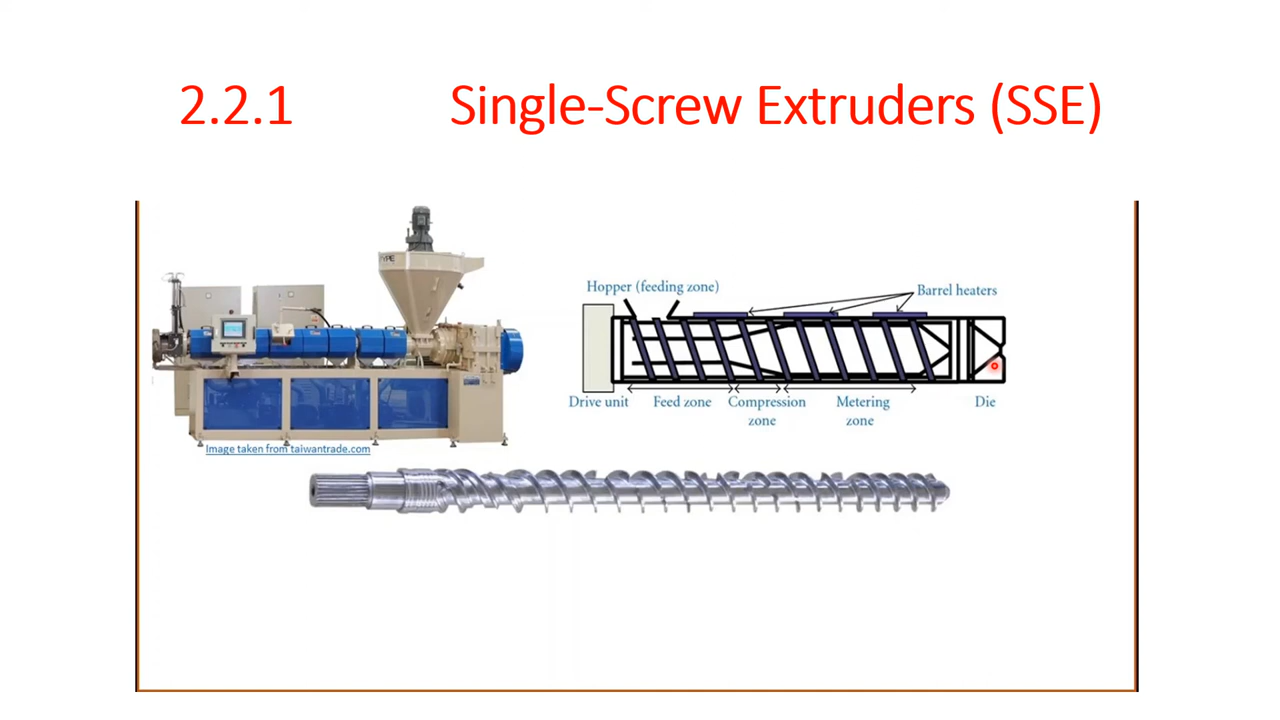 2.2.1 Single-Screw Extruders (SSE)
Hopper (feeding zone)
Barrel heaters
Drive unit
Feed zone
Compression
zone
Metering
zone
Die
Image taken from taiwantrade.com